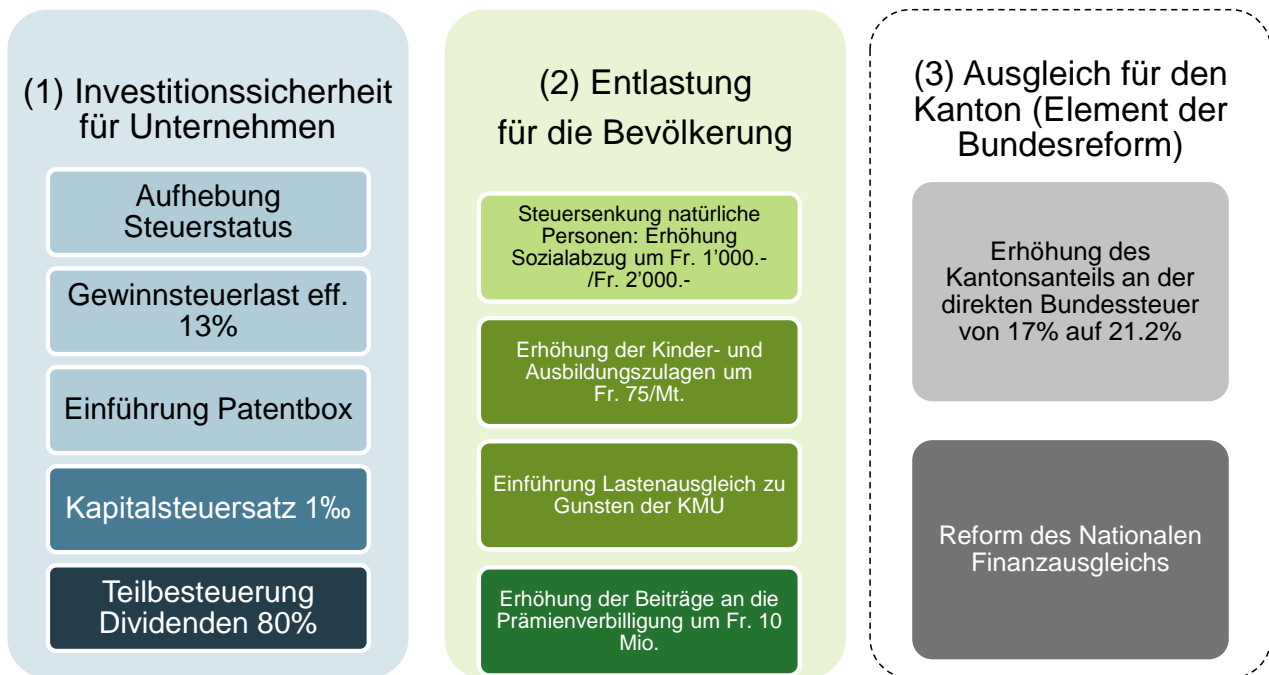 (1) Investitionssicherheit
für Unternehmen
Aufhebung
Steuerstatus
Gewinnsteuerlast eff.
13%
Einführung Patentbox
Kapitalsteuersatz 1‰
Teilbesteuerung
Dividenden 80%
(2) Entlastung
für die Bevölkerung
Steuersenkung natürliche
Personen: Erhöhung
Sozialabzug um Fr. 1’000.-
/Fr. 2’000.-
Erhöhung der Kinder- und
Ausbildungszulagen um
Fr. 75/Mt.
Einführung Lastenausgleich zu
Gunsten der KMU
Erhöhung der Beiträge an die
Prämienverbilligung um Fr. 10
Mio.
(3) Ausgleich für den
Kanton (Element der
Bundesreform)
Erhöhung des
Kantonsanteils an der
direkten Bundessteuer
von 17% auf 21.2%
Reform des Nationalen
Finanzausgleichs